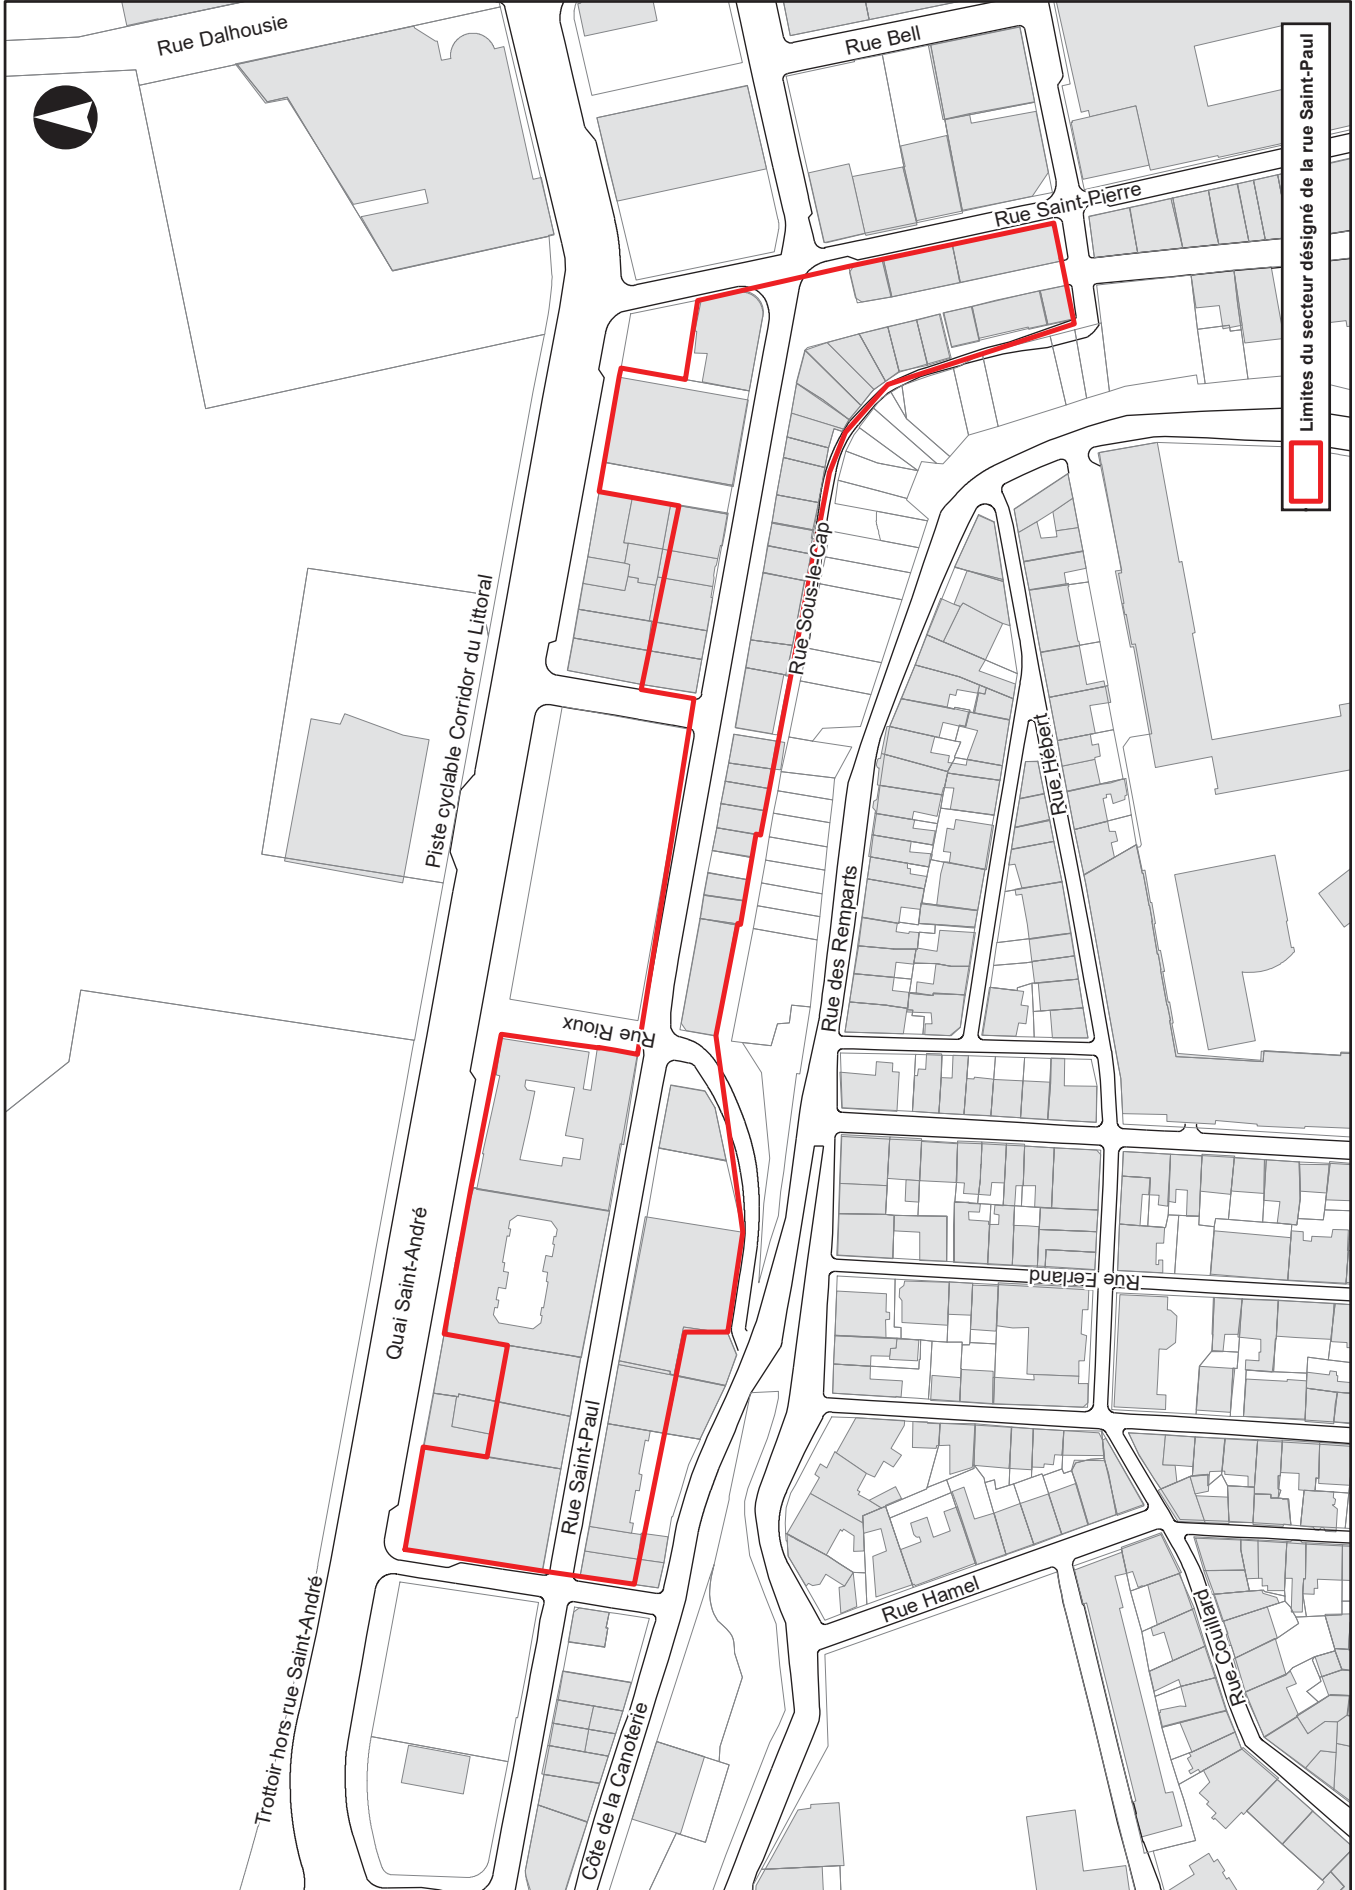 Rue Dalhousie
Rue Bell
Limites du secteur désigné de la rue Saint-Paul
Rue Saint-Pierre
Piste cyclable Corridor du Littoral
Rue Sous-le-Cap
Rue Hébert
Rue des Remparts
Rue Rioux
Quai Saint-André
Rue Ferland
Rue Saint-Paul
Rue Hamel
Rue Couillard
Trottoir hors rue Saint-André
Côte de la Canoterie